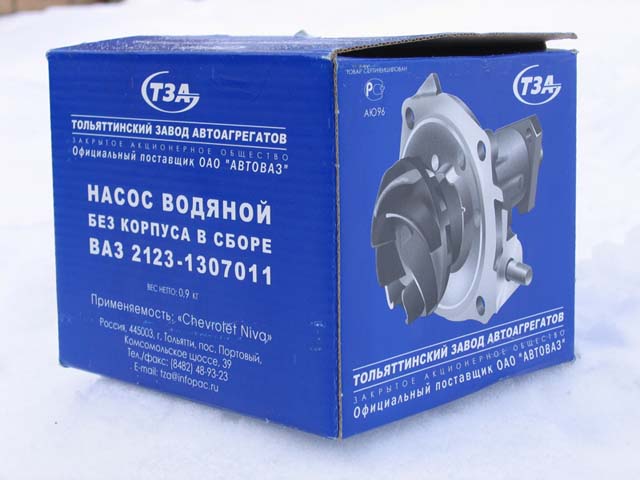 ТЗА
ТОЛЬЯТТИНСКИЙ ЗАВОД АВТОАГРЕГАТОВ
ЗАКРЫТОЕ АКЦИОНЕРНОЕ ОБЩЕСТВО
Официальный поставщик ОАО "АВТОВАЗ"
НАСОС ВОДЯНОЙ
БЕЗ КОРПУСА В СБОРЕ
ВАЗ 2123-1307011
ВЕС НЕТТО: 0,9 КГ
Применяемость: «Chevrolet Niva»
Россия, 445003, г. Тольятти, пос. Портовый,
Комсомольское шоссе, 39
Тел./факс: (8482) 48-93-23
E-mail: tza@infopac.ru
ТОВАР СЕРТИФИЦИРОВАН
АЮ96
ТЗА
ТОЛЬЯТТИНСКИЙ ЗАВОД АВТОАГРЕГАТОВ
ЗАКРЫТОЕ АКЦИОНЕРНОЕ ОБЩЕСТВО
Официальный поставщик ОАО "АВТОВАЗ"